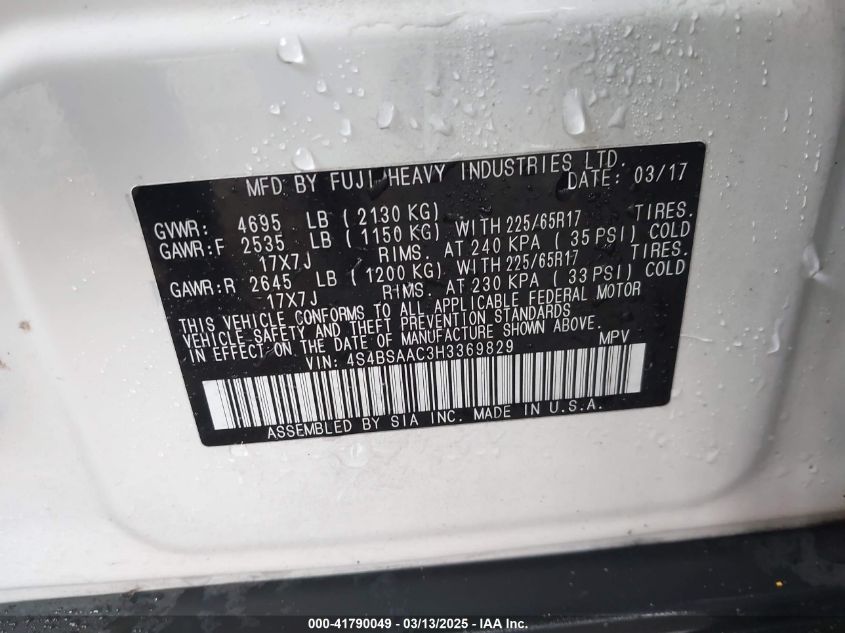 MFD BY FUJI HEAVY INDUSTRIES LTD.
DATE: 03/17
GVWR: 4695 LB ( 2130 KG)
GAWR:F 2535 LB ( 1150 KG) WITH 225/65R17 TIRES.
17X7J RIMS. AT 240 KPA ( 35 PSI) COLD
GAWR:R 2645 LB ( 1200 KG) WITH 225/65R17 TIRES.
17X7J RIMS. AT 230 KPA ( 33 PSI) COLD
THIS VEHICLE CONFORMS TO ALL APPLICABLE FEDERAL MOTOR
VEHICLE SAFETY AND THEFT PREVENTION STANDARDS
IN EFFECT ON THE DATE OF MANUFACTURE SHOWN ABOVE.
VIN: 4S4BSAAC3H3369829 MPV
ASSEMBLED BY SIA INC. MADE IN U.S.A.
000-41790049 - 03/13/2025 - IAA Inc.